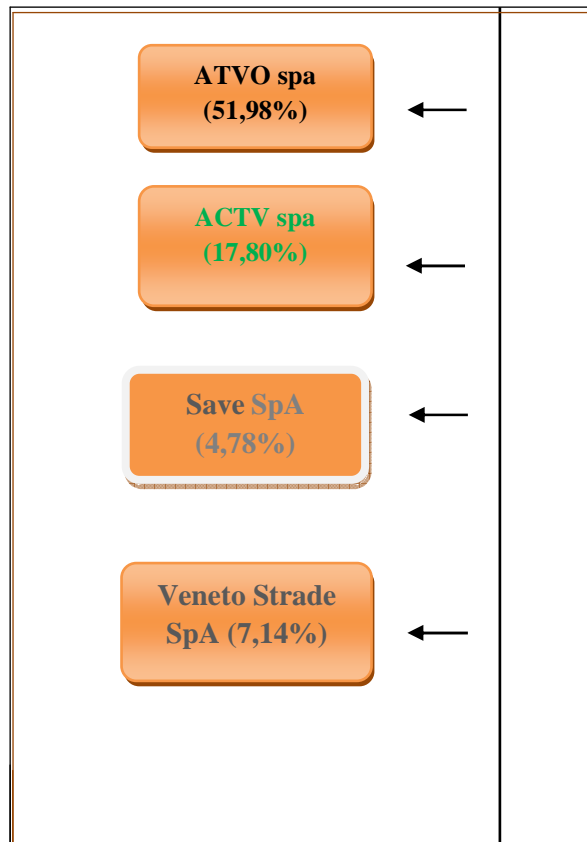 ATVO spa
(51,98%)
ACTV spa
(17,80%)
Save SpA
(4,78%)
Veneto Strade
SpA (7,14%)